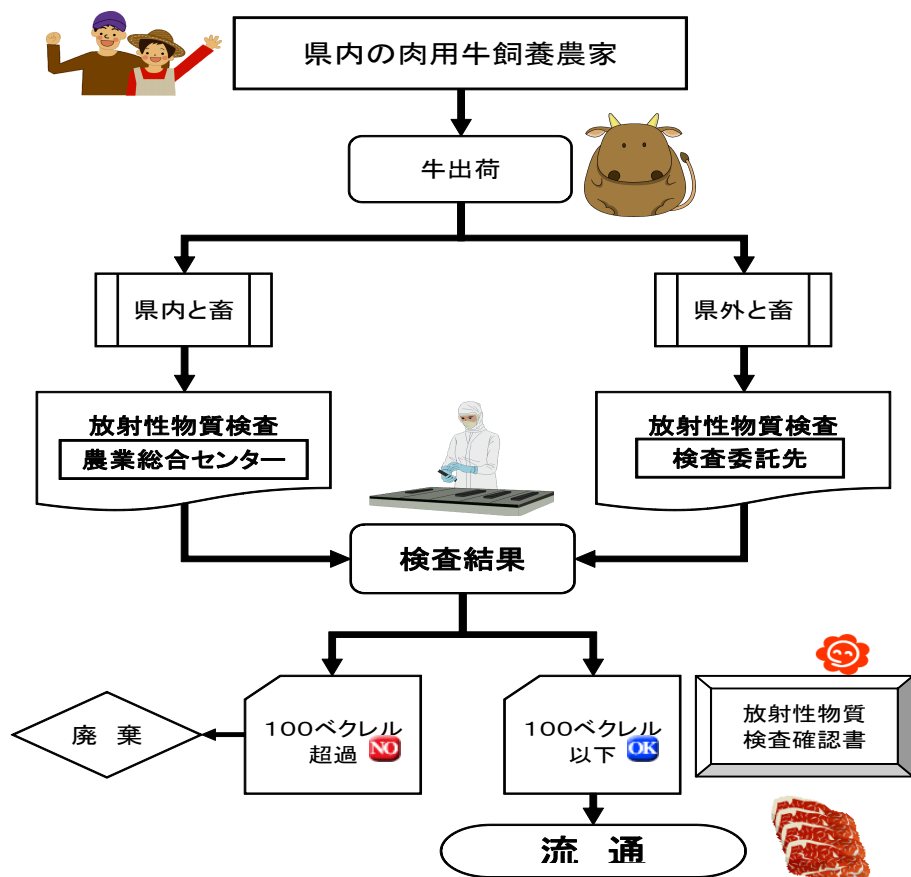 県内の肉用牛飼養農家
牛出荷
県内と畜
県外と畜
放射性物質検査
農業総合センター
放射性物質検査
検査委託先
検査結果
廃 棄
100ベクレル
超過 NO
100ベクレル
以下 OK
放射性物質
検査確認書
流 通